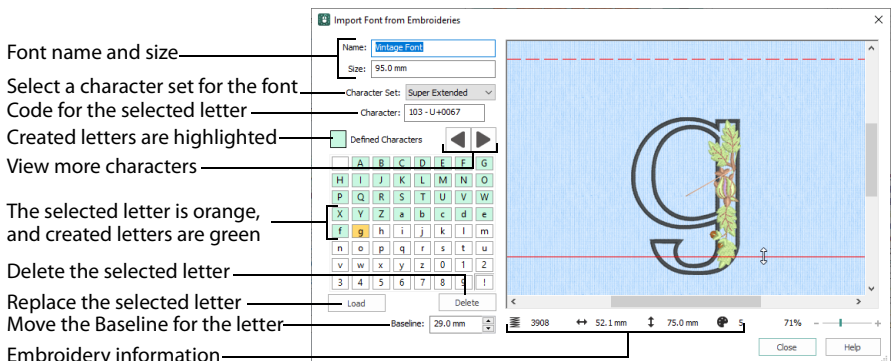 Import Font from Embroideries
Font name and size
Name: Vintage Font
Size: 95.0 mm
Select a character set for the font
Character Set: Super Extended
Code for the selected letter
Character: 103 - U+0067
Created letters are highlighted
Defined Characters
View more characters
A B C D E F G
H I J K L M N O
P Q R S T U V W
The selected letter is orange,
and created letters are green
X Y Z a b c d e
f g h i j k l m
n o p q r s t u
v w x y z 0 1 2
3 4 5 6 7 8 9 !
Delete the selected letter
Replace the selected letter
Load Delete
Move the Baseline for the letter
Baseline: 29.0 mm
Embroidery information
g
3908 52.1 mm 75.0 mm 71%
Close Help